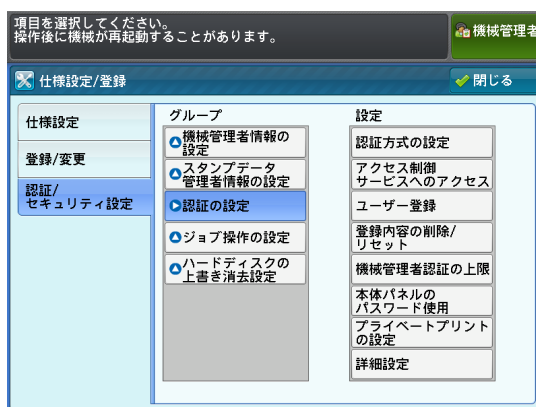 項目を選択してください。
操作後に機械が再起動することがあります。
機械管理者
仕様設定/登録
閉じる
仕様設定
登録/変更
認証/
セキュリティ設定
グループ
機械管理者情報の
設定
スタンプデータ
管理者情報の設定
認証の設定
ジョブ操作の設定
ハードディスクの
上書き消去設定
設定
認証方式の設定
アクセス制御
サービスへのアクセス
ユーザー登録
登録内容の削除/
リセット
機械管理者認証の上限
本体パネルの
パスワード使用
プライベートプリント
の設定
詳細設定